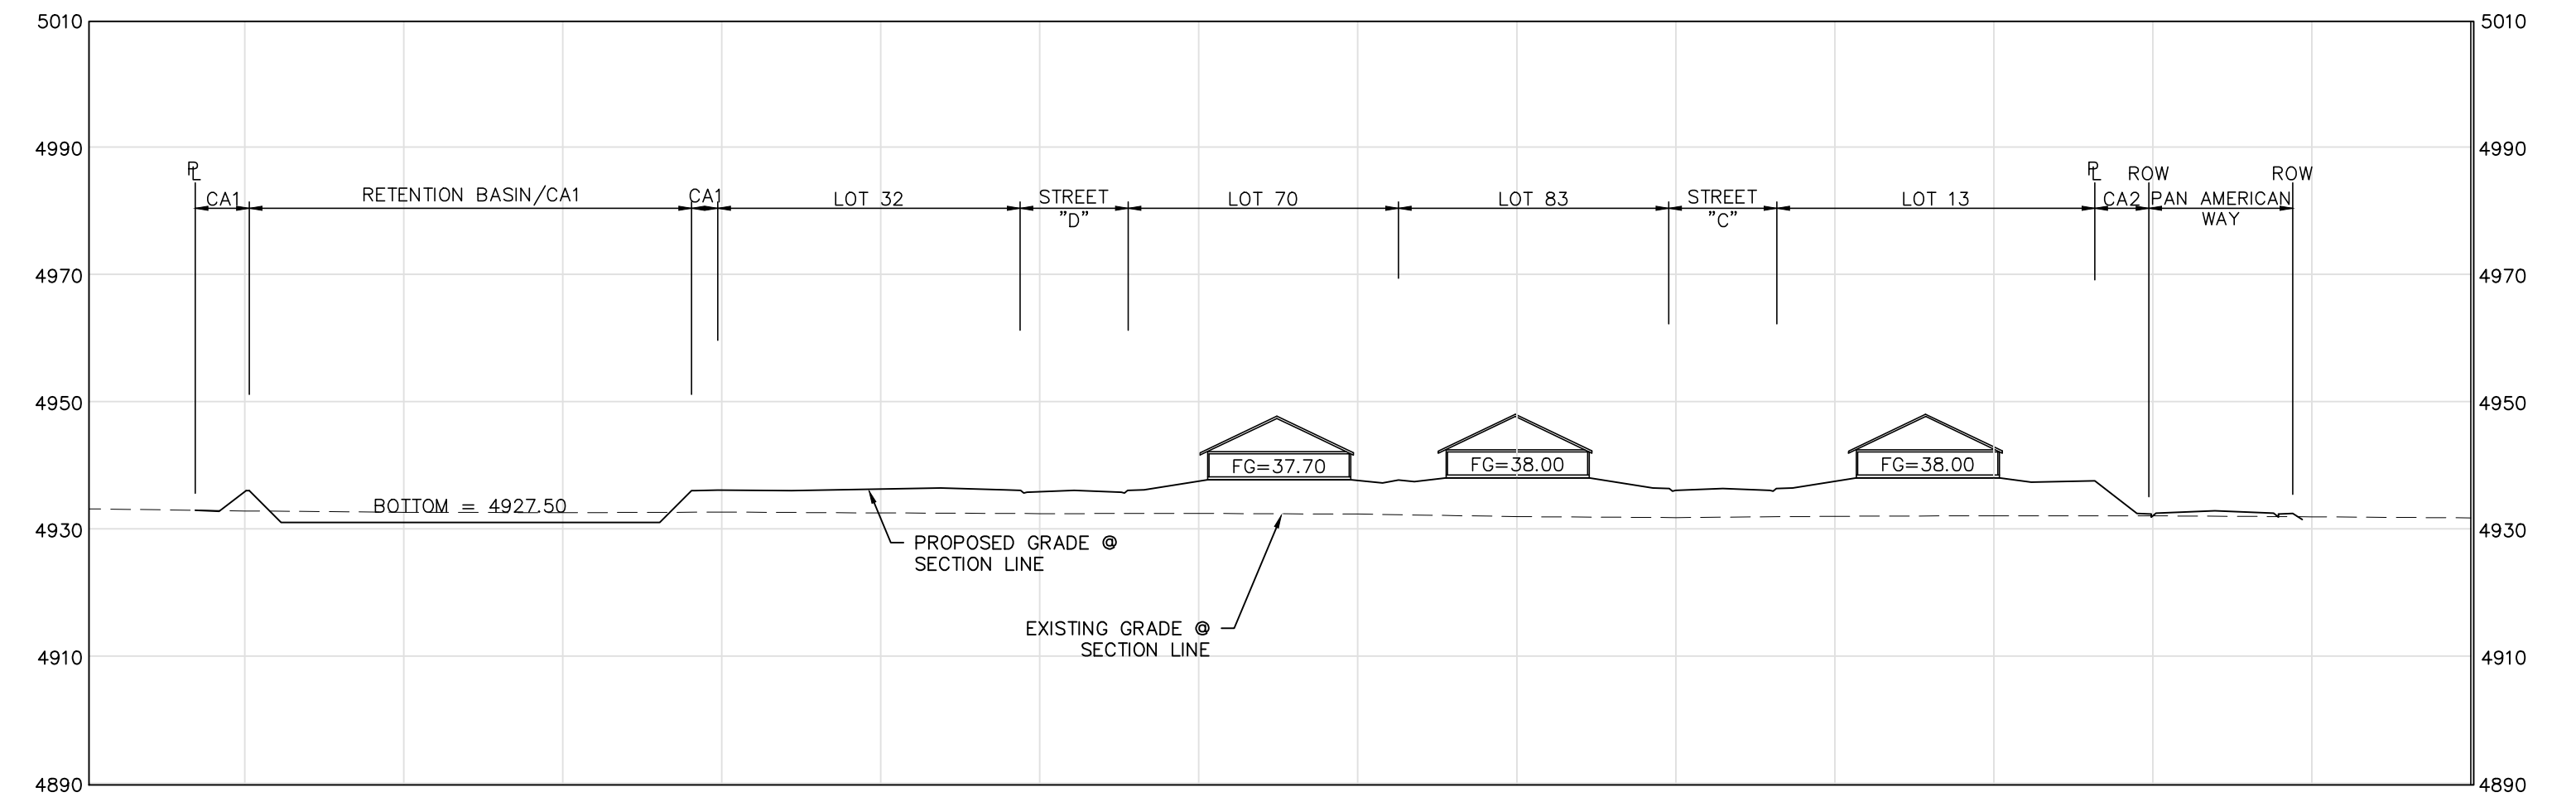 5010
5010
4990
4990
PL
PL
ROW
ROW
CA1
RETENTION BASIN/CA1
CA1
LOT 32
STREET
"D"
LOT 70
LOT 83
STREET
"C"
LOT 13
CA2
PAN AMERICAN
WAY
4970
4970
4950
4950
FG=37.70
FG=38.00
FG=38.00
BOTTOM = 4927.50
4930
4930
PROPOSED GRADE @
SECTION LINE
EXISTING GRADE @
SECTION LINE
4910
4910
4890
4890